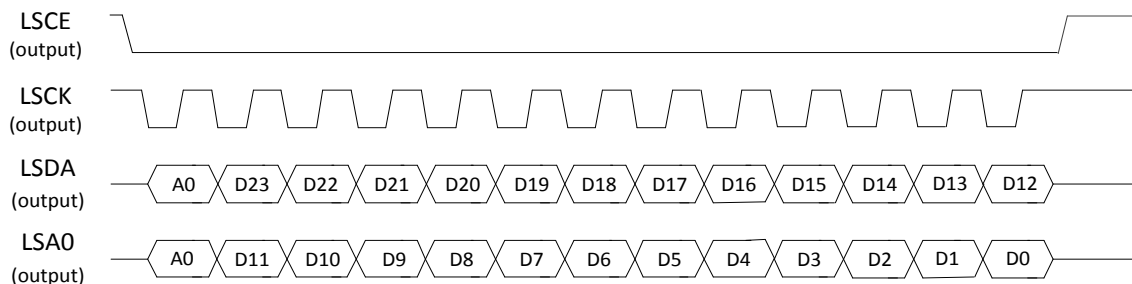 LSCE
(output)
LSCK
(output)
LSDA
(output)
A0 D23 D22 D21 D20 D19 D18 D17 D16 D15 D14 D13 D12
LSA0
(output)
A0 D11 D10 D9 D8 D7 D6 D5 D4 D3 D2 D1 D0